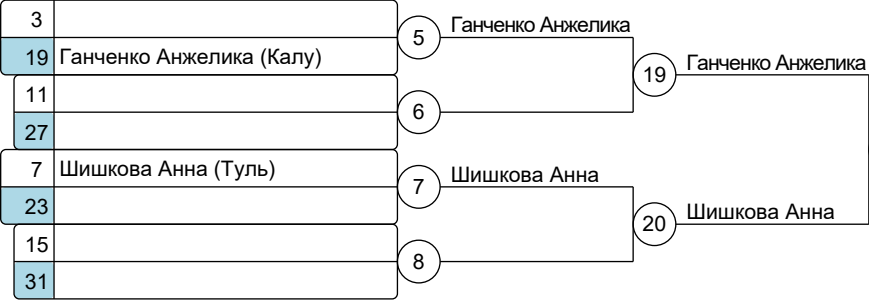 3
5 Ганченко Анжелика
19 Ганченко Анжелика (Калу)
19 Ганченко Анжелика
11
6
27
7 Шишкова Анна (Туль)
7 Шишкова Анна
23
20 Шишкова Анна
15
8
31